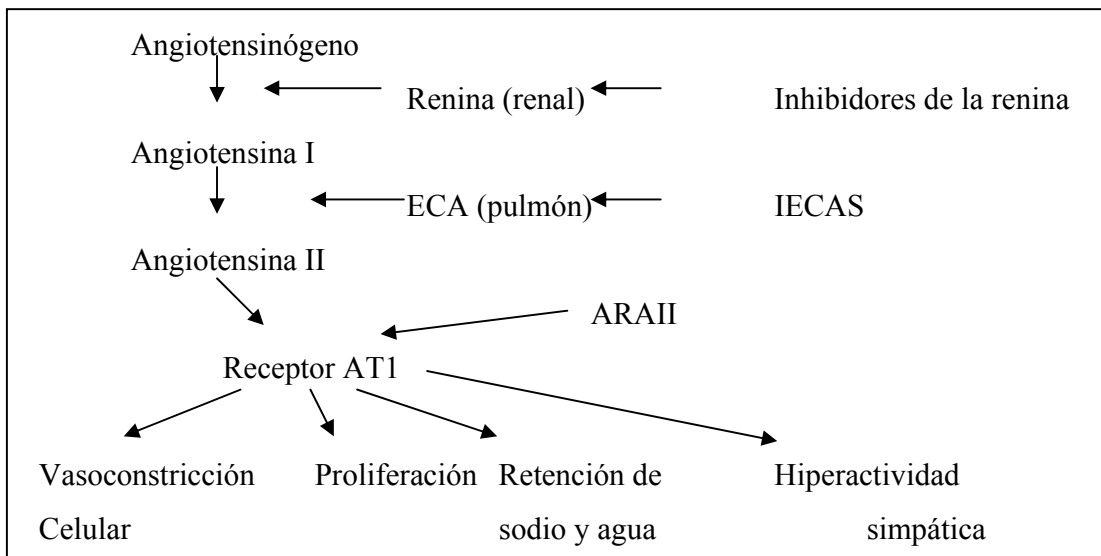 Angiotensinógeno
Renina (renal) Inhibidores de la renina
Angiotensina I
ECA (pulmón) IECAS
Angiotensina II
ARAII
Receptor AT1
Vasoconstricción Proliferación Retención de Hiperactividad
Celular sodio y agua simpática